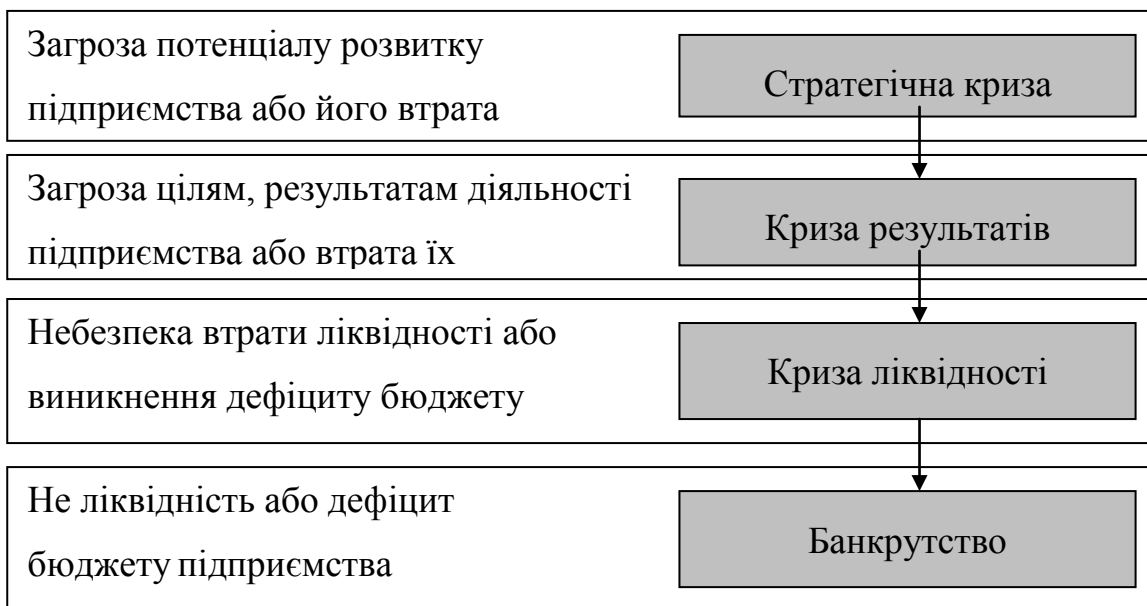 Загроза потенціалу розвитку
підприємства або його втрата
Стратегічна криза
Загроза цілям, результатам діяльності
підприємства або втрата їх
Криза результатів
Небезпека втрати ліквідності або
виникнення дефіциту бюджету
Криза ліквідності
Не ліквідність або дефіцит
бюджету підприємства
Банкрутство